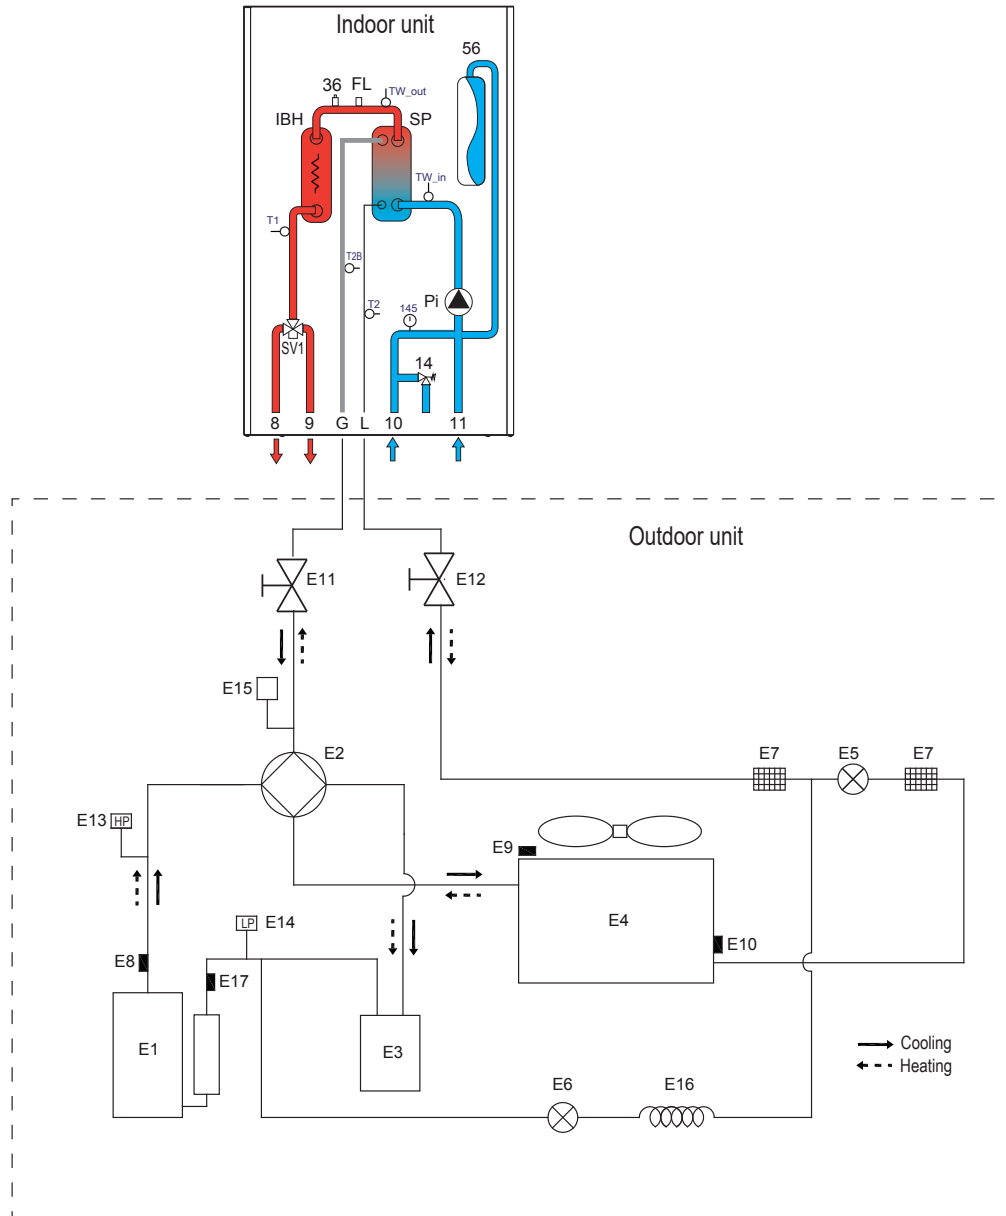 Indoor unit
56
36 FL
TW_out
IBH
SP
TW_in
T1
T2B
T2
Pi
145
SV1
14
8 9 G L 10 11
Outdoor unit
E11
E12
E15
E2
E7
E5
E7
E13
HP
E9
E4
LP
E14
E10
E8
E17
E1
E3
Cooling
Heating
E6
E16